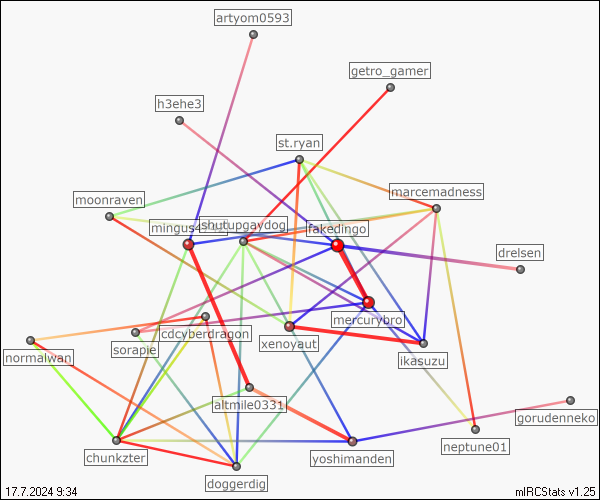 artyom0593
getro_gamer
h3ehe3
st.ryan
marcemadness
moonraven
shutupgaydog
fakedingo
drelsen
mercurybro
cdcyberdragon
xenoyaut
sorapie
normalwan
ikasuzu
altmile0331
gorudenneko
neptune01
chunkzter
yoshimanden
doggerdig
17.7.2024 9:34
mIRCStats v1.25